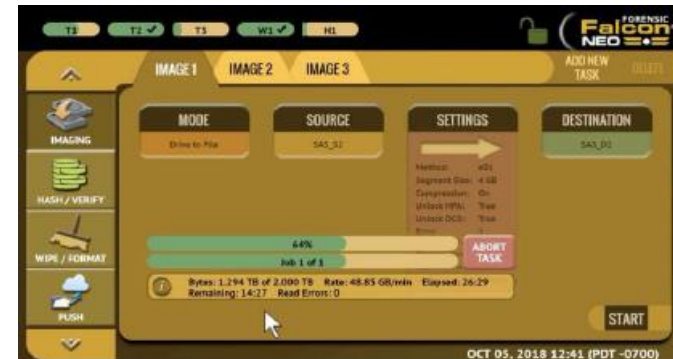 T1 T2 T3 W1 H1
FORENSIC
Falcon
NEO
IMAGE 1 IMAGE 2 IMAGE 3
ADD NEW TASK
DELETE
IMAGING
HASH / VERIFY
WIPE / FORMAT
PUSH
MODE
Drive to File
SOURCE
SAS_S2
SETTINGS
Method: e01
Segment Size: 4 GB
Compression: On
Unlock HPA: True
Unlock DCO: True
DESTINATION
SAS_D2
64%
Job 1 of 1
ABORT
TASK
Bytes: 1.294 TB of 2.000 TB Rate: 48.85 GB/min Elapsed: 26:29
Remaining: 14:27 Read Errors: 0
START
OCT 05, 2018 12:41 (PDT -0700)